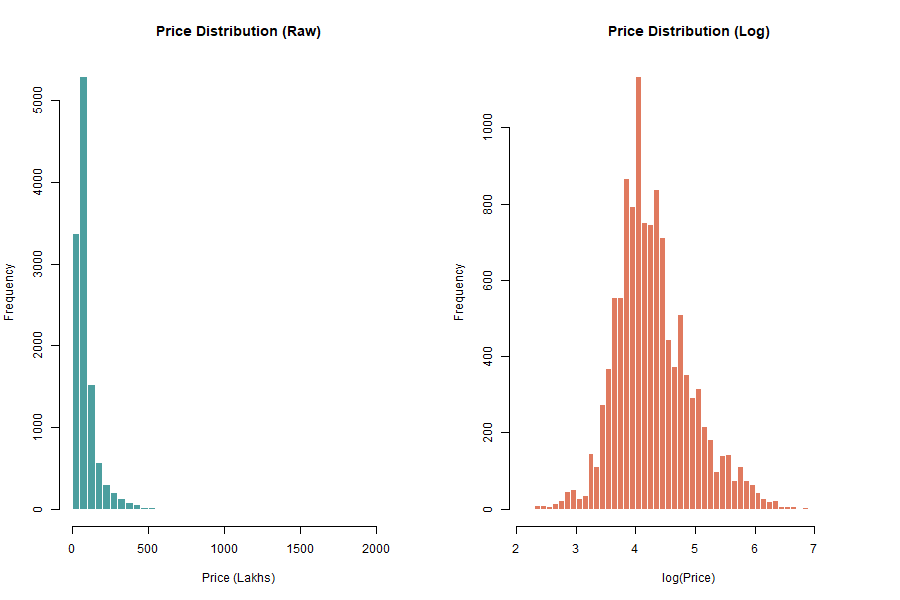 Price Distribution (Raw)
Frequency
0
1000
2000
3000
4000
5000
0 500 1000 1500 2000
Price (Lakhs)
Price Distribution (Log)
Frequency
0
200
400
600
800
1000
2 3 4 5 6 7
log(Price)